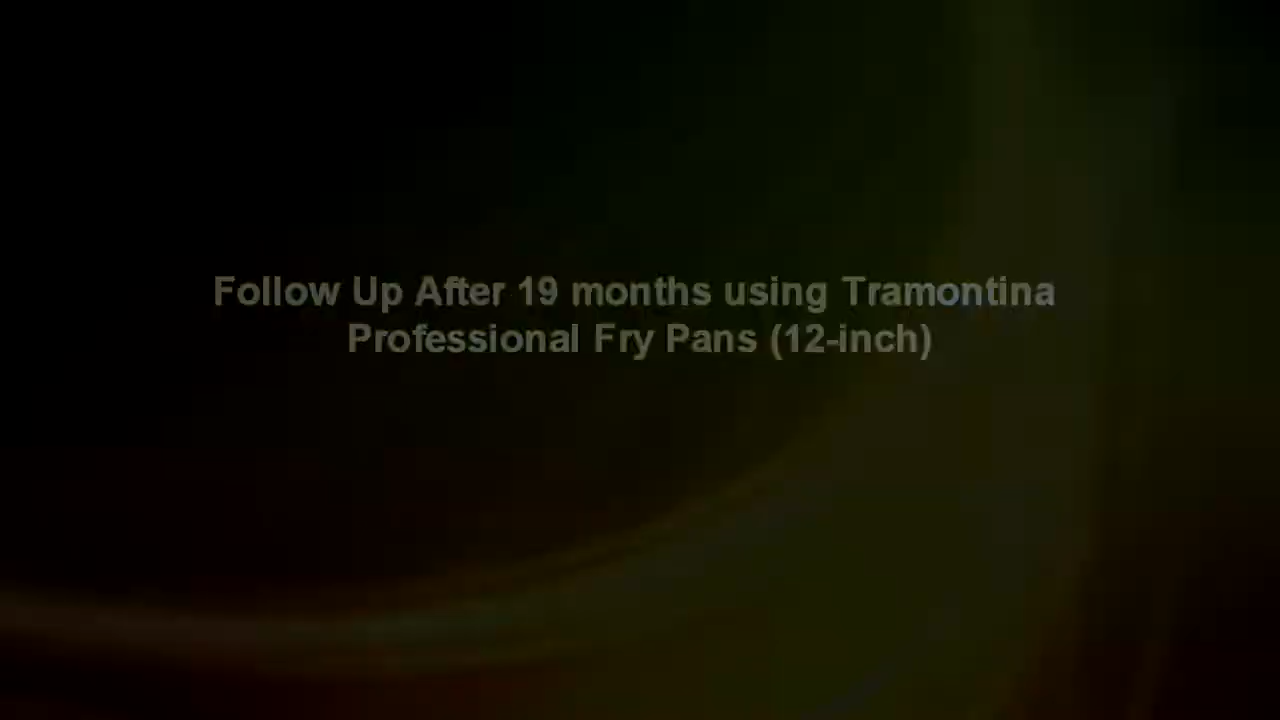 Follow Up After 19 months using Tramontina
Professional Fry Pans (12-inch)